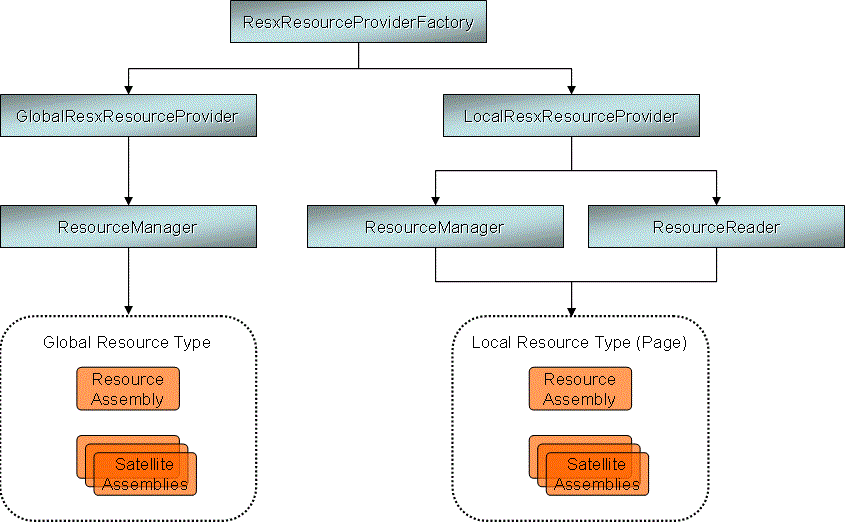 ResxResourceProviderFactory
GlobalResxResourceProvider
LocalResxResourceProvider
ResourceManager
ResourceManager
ResourceReader
Global Resource Type
Resource
Assembly
Satellite
Assemblies
Local Resource Type (Page)
Resource
Assembly
Satellite
Assemblies